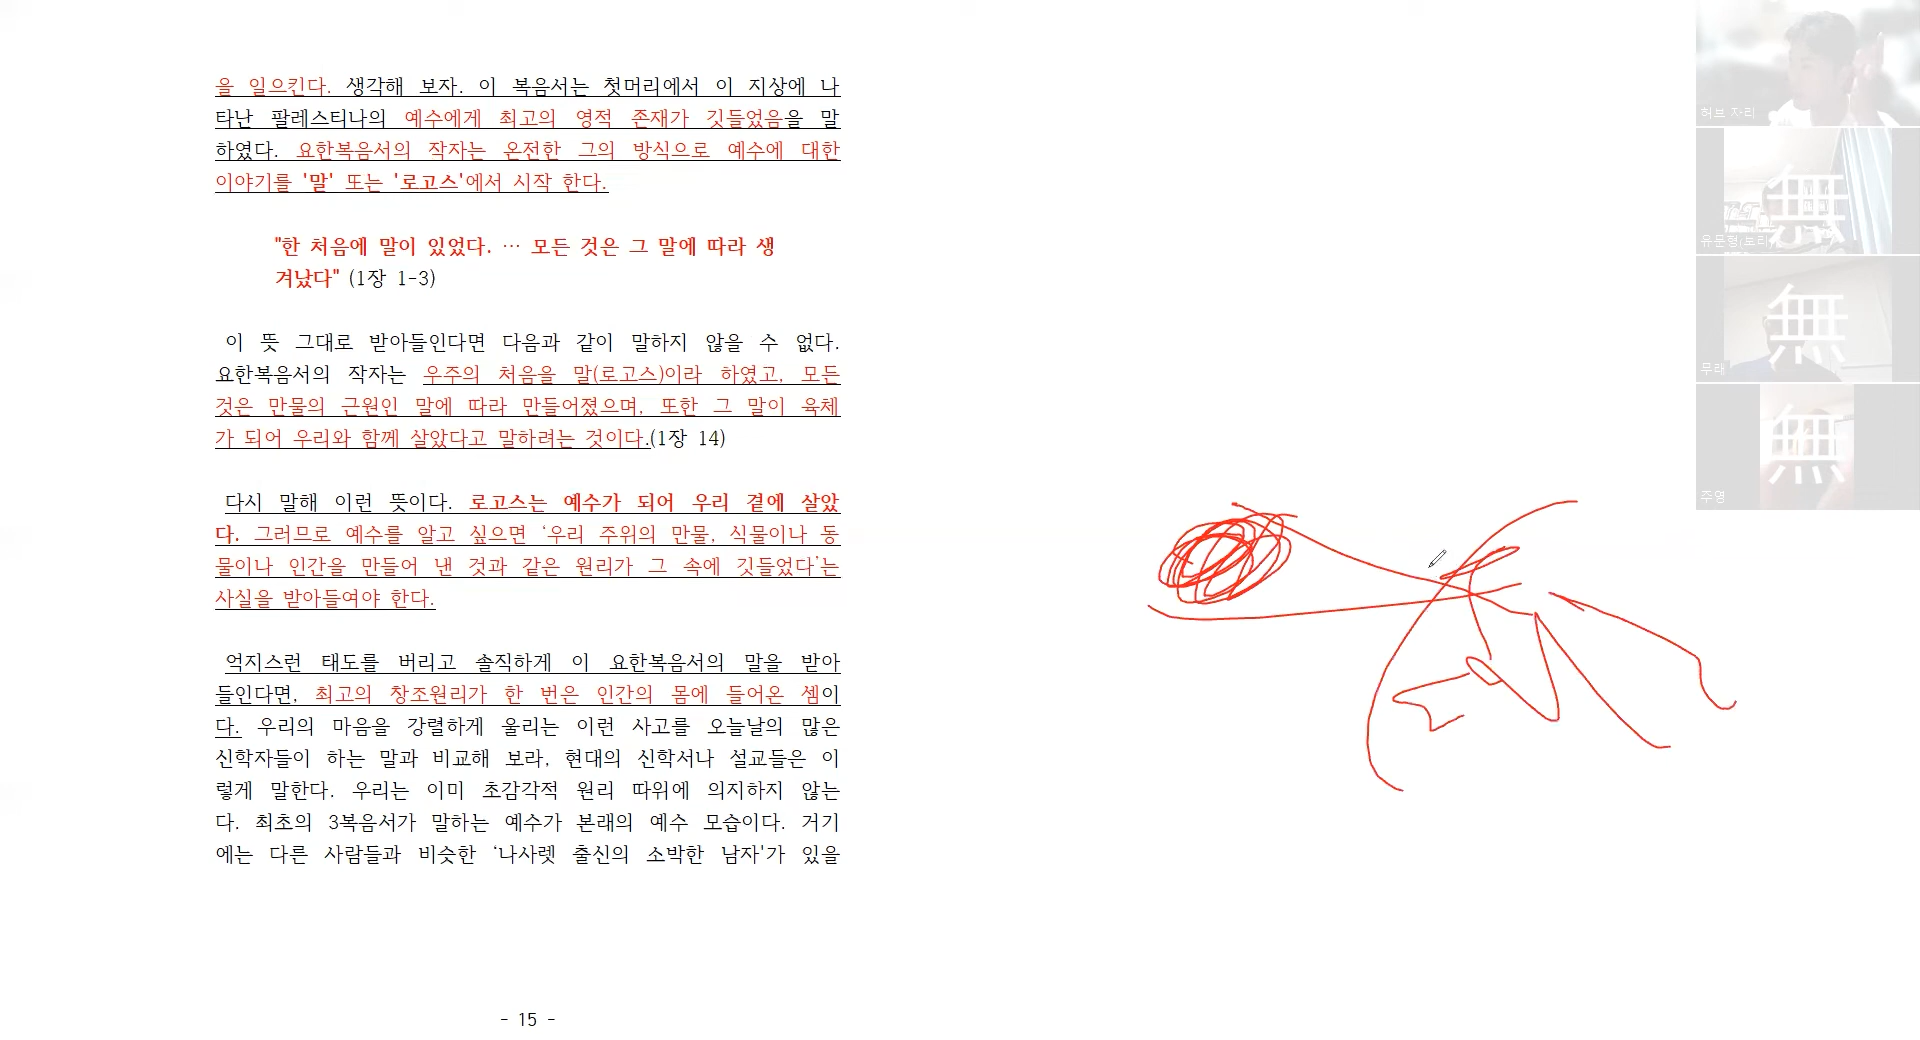 을 일으킨다. 생각해 보자. 이 복음서는 첫머리에서 이 지상에 나
타난 팔레스티나의 예수에게 최고의 영적 존재가 깃들었음을 말
하였다. 요한복음서의 작자는 온전한 그의 방식으로 예수에 대한
이야기를 '말' 또는 '로고스'에서 시작 한다.
"한 처음에 말이 있었다. … 모든 것은 그 말에 따라 생
겨났다" (1장 1-3)
이 뜻 그대로 받아들인다면 다음과 같이 말하지 않을 수 없다.
요한복음서의 작자는 우주의 처음을 말(로고스)이라 하였고, 모든
것은 만물의 근원인 말에 따라 만들어졌으며, 또한 그 말이 육체
가 되어 우리와 함께 살았다고 말하려는 것이다.(1장 14)
다시 말해 이런 뜻이다. 로고스는 예수가 되어 우리 곁에 살았
다. 그러므로 예수를 알고 싶으면 ‘우리 주위의 만물, 식물이나 동
물이나 인간을 만들어 낸 것과 같은 원리가 그 속에 깃들었다’는
사실을 받아들여야 한다.
억지스런 태도를 버리고 솔직하게 이 요한복음서의 말을 받아
들인다면, 최고의 창조원리가 한 번은 인간의 몸에 들어온 셈이
다. 우리의 마음을 강렬하게 울리는 이런 사고를 오늘날의 많은
신학자들이 하는 말과 비교해 보라, 현대의 신학서나 설교들은 이
렇게 말한다. 우리는 이미 초감각적 원리 따위에 의지하지 않는
다. 최초의 3복음서가 말하는 예수가 본래의 예수 모습이다. 거기
에는 다른 사람들과 비슷한 ‘나사렛 출신의 소박한 남자'가 있을
- 15 -
허브 자리
無
유문형(보리)
無
무래
無
주영